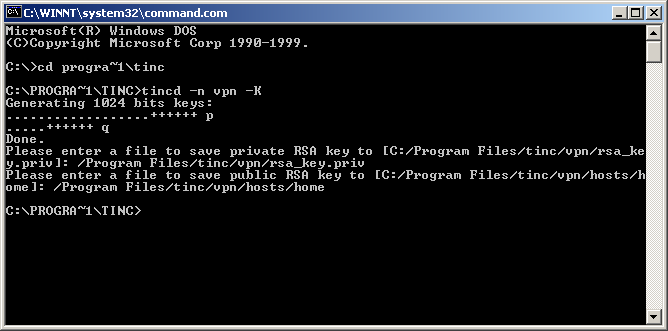 C:\WINNT\system32\command.com
Microsoft(R) Windows DOS
(C)Copyright Microsoft Corp 1990-1999.
C:\>cd progra~1\tinc
C:\PROGRA~1\TINC>tincd -n vpn -K
Generating 1024 bits keys:
..................++++++ p
.....++++++ q
Done.
Please enter a file to save private RSA key to [C:/Program Files/tinc/vpn/rsa_ke
y.priv]: /Program Files/tinc/vpn/rsa_key.priv
Please enter a file to save public RSA key to [C:/Program Files/tinc/vpn/hosts/h
ome]: /Program Files/tinc/vpn/hosts/home
C:\PROGRA~1\TINC>